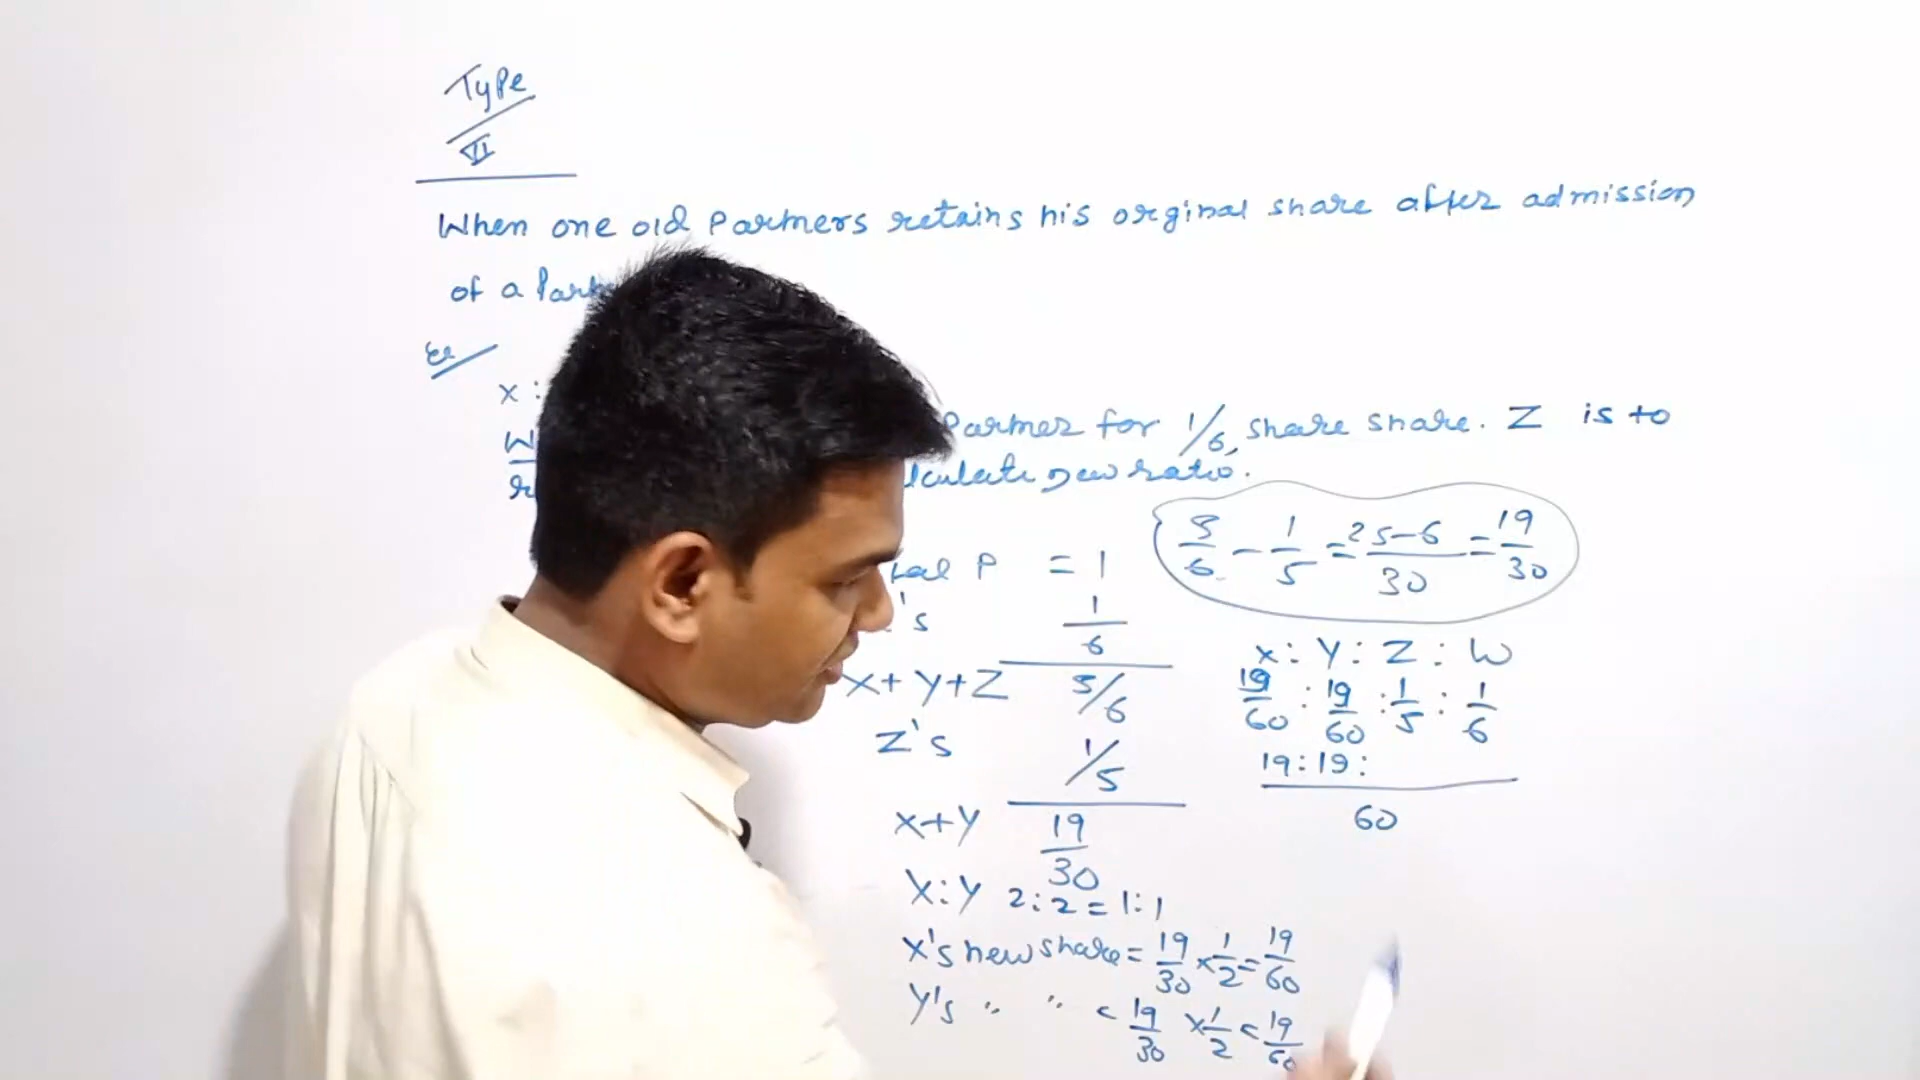 Type
VI
When one old Partners retains his orginal share after admission
of a
Ex
X :
Partner for 1/6, share share. Z is to
lculate new ratio.
5/6 - 1/5 = 25-6/30 = 19/30
P = 1
's 1/6
X+Y+Z 5/6
Z's 1/5
X+Y 19/30
X:Y 2:2 = 1:1
X's new share = 19/30 × 1/2 = 19/60
Y's " " = 19/30 × 1/2 = 19/60
X : Y : Z : W
19/60 : 19/60 : 1/5 : 1/6
19:19:
60